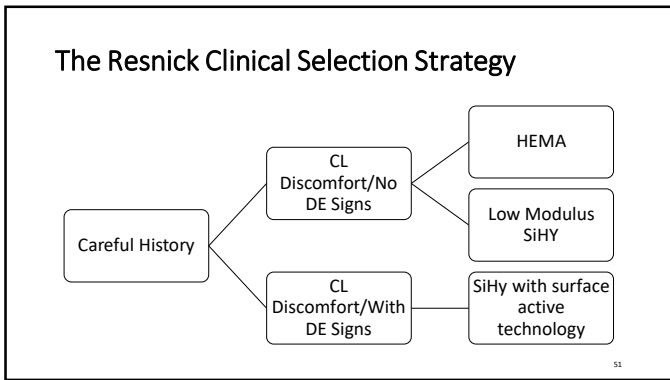 The Resnick Clinical Selection Strategy
Careful History
CL
Discomfort/No
DE Signs
HEMA
Low Modulus
SiHY
CL
Discomfort/With
DE Signs
SiHy with surface
active
technology
51